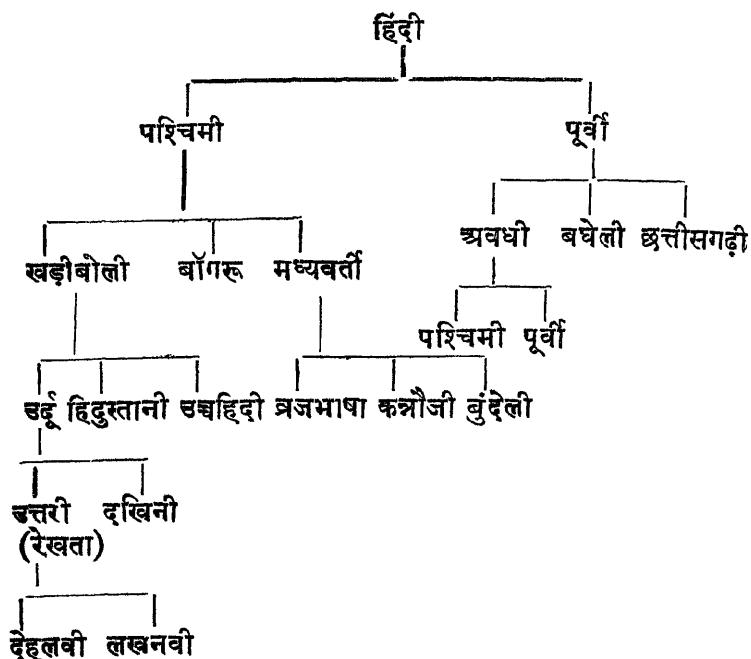 हिंदी
पश्चिमी पूर्वी
अवधी बघेली छत्तीसगढ़ी
खड़ीबोली बाँगरू मध्यवर्ती
पश्चिमी पूर्वी
उर्दू हिदुस्तानी उच्चहिदी व्रजभाषा कन्नौजी बुंदेली
उत्तरी दखिनी
(रेखता)
देहलवी लखनवी